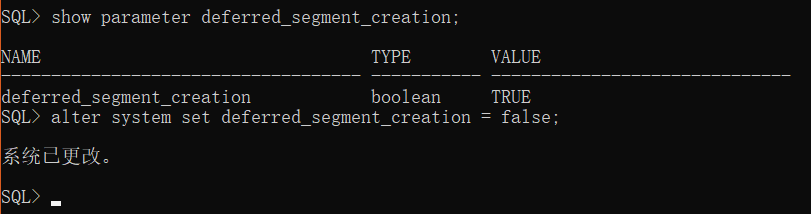 SQL> show parameter deferred_segment_creation;
NAME                                 TYPE        VALUE
------------------------------------ ----------- ------------------------------
deferred_segment_creation            boolean     TRUE
SQL> alter system set deferred_segment_creation = false;
系统已更改。
SQL>